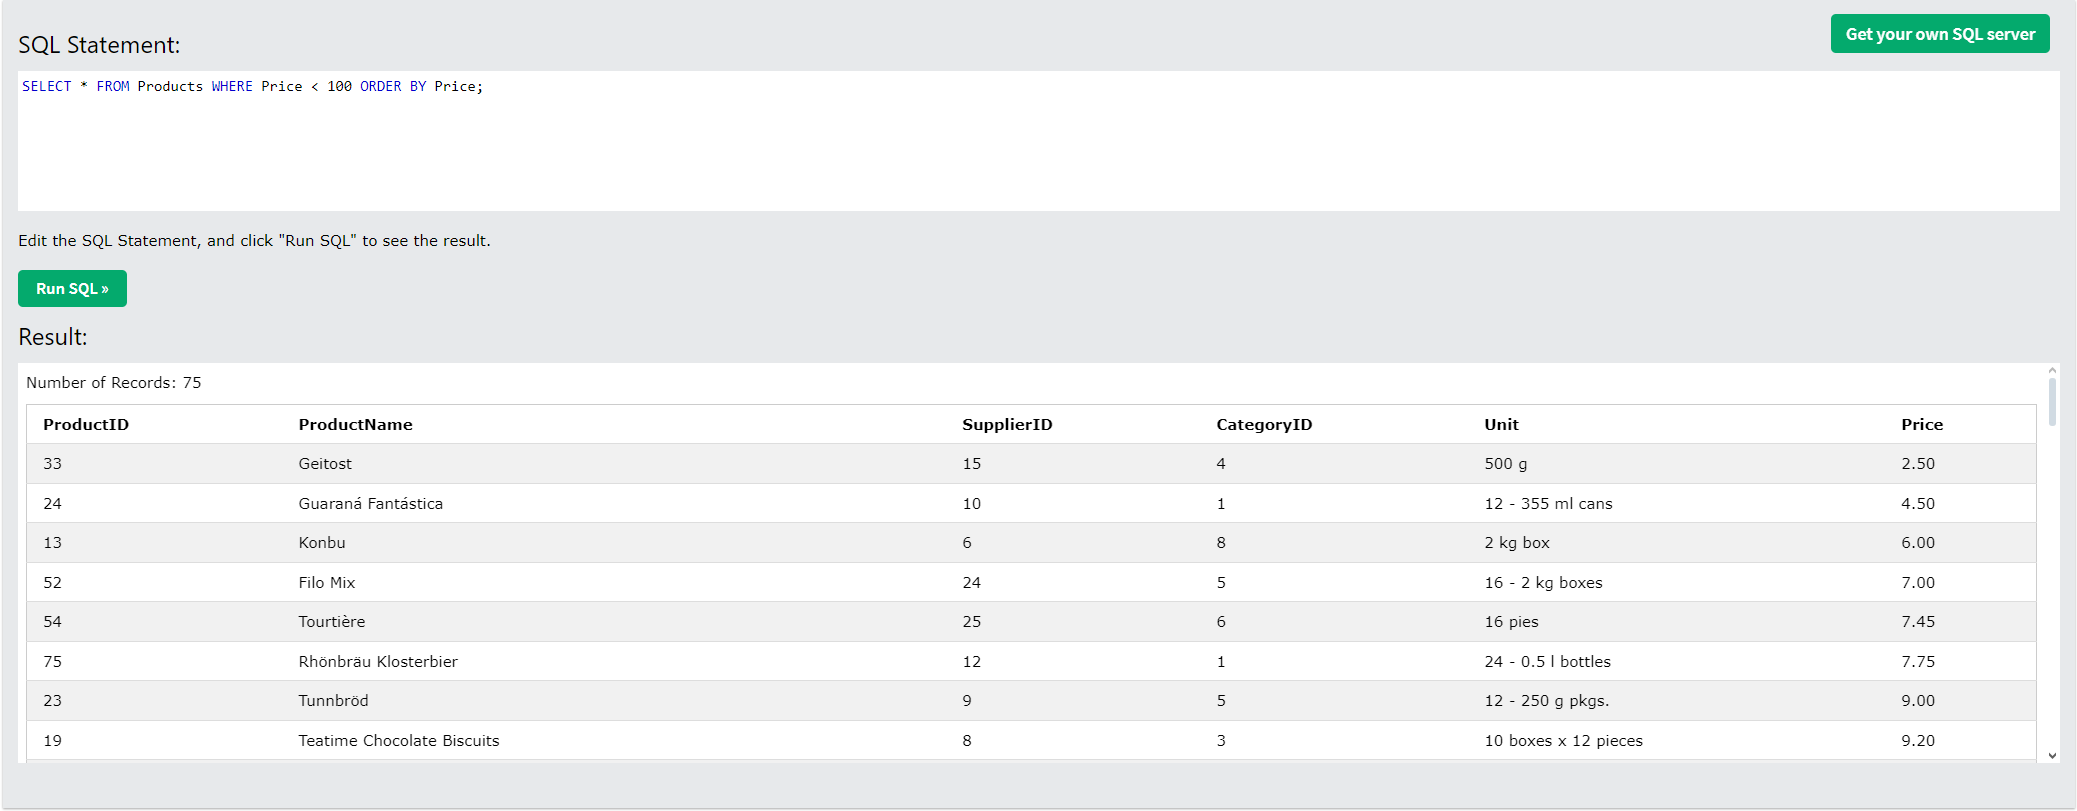 SQL Statement:
Get your own SQL server
SELECT * FROM Products WHERE Price < 100 ORDER BY Price;
Edit the SQL Statement, and click "Run SQL" to see the result.
Run SQL »
Result:
Number of Records: 75
ProductID ProductName SupplierID CategoryID Unit Price
33 Geitost 15 4 500 g 2.50
24 Guaraná Fantástica 10 1 12 - 355 ml cans 4.50
13 Konbu 6 8 2 kg box 6.00
52 Filo Mix 24 5 16 - 2 kg boxes 7.00
54 Tourtière 25 6 16 pies 7.45
75 Rhönbräu Klosterbier 12 1 24 - 0.5 l bottles 7.75
23 Tunnbröd 9 5 12 - 250 g pkgs. 9.00
19 Teatime Chocolate Biscuits 8 3 10 boxes x 12 pieces 9.20